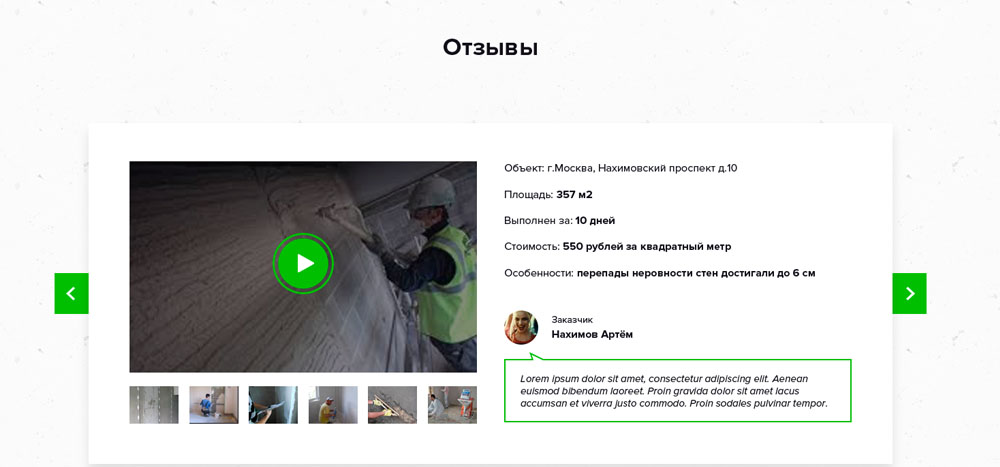 Отзывы
Объект: г.Москва, Нахимовский проспект д.10
Площадь: 357 м2
Выполнен за: 10 дней
Стоимость: 550 рублей за квадратный метр
Особенности: перепады неровности стен достигали до 6 см
Заказчик
Нахимов Артём
Lorem ipsum dolor sit amet, consectetur adipiscing elit. Aenean
euismod bibendum laoreet. Proin gravida dolor sit amet lacus
accumsan et viverra justo commodo. Proin sodales pulvinar tempor.